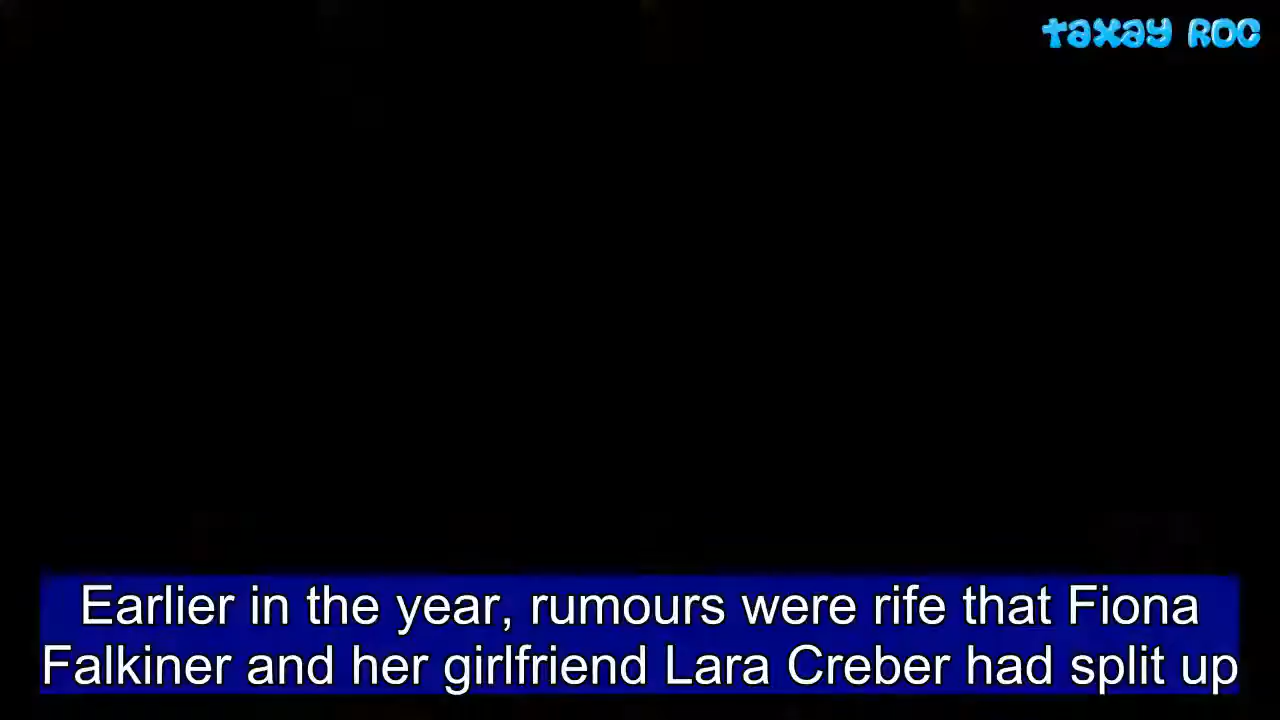 TAXAY ROC
Earlier in the year, rumours were rife that Fiona
Falkiner and her girlfriend Lara Creber had split up